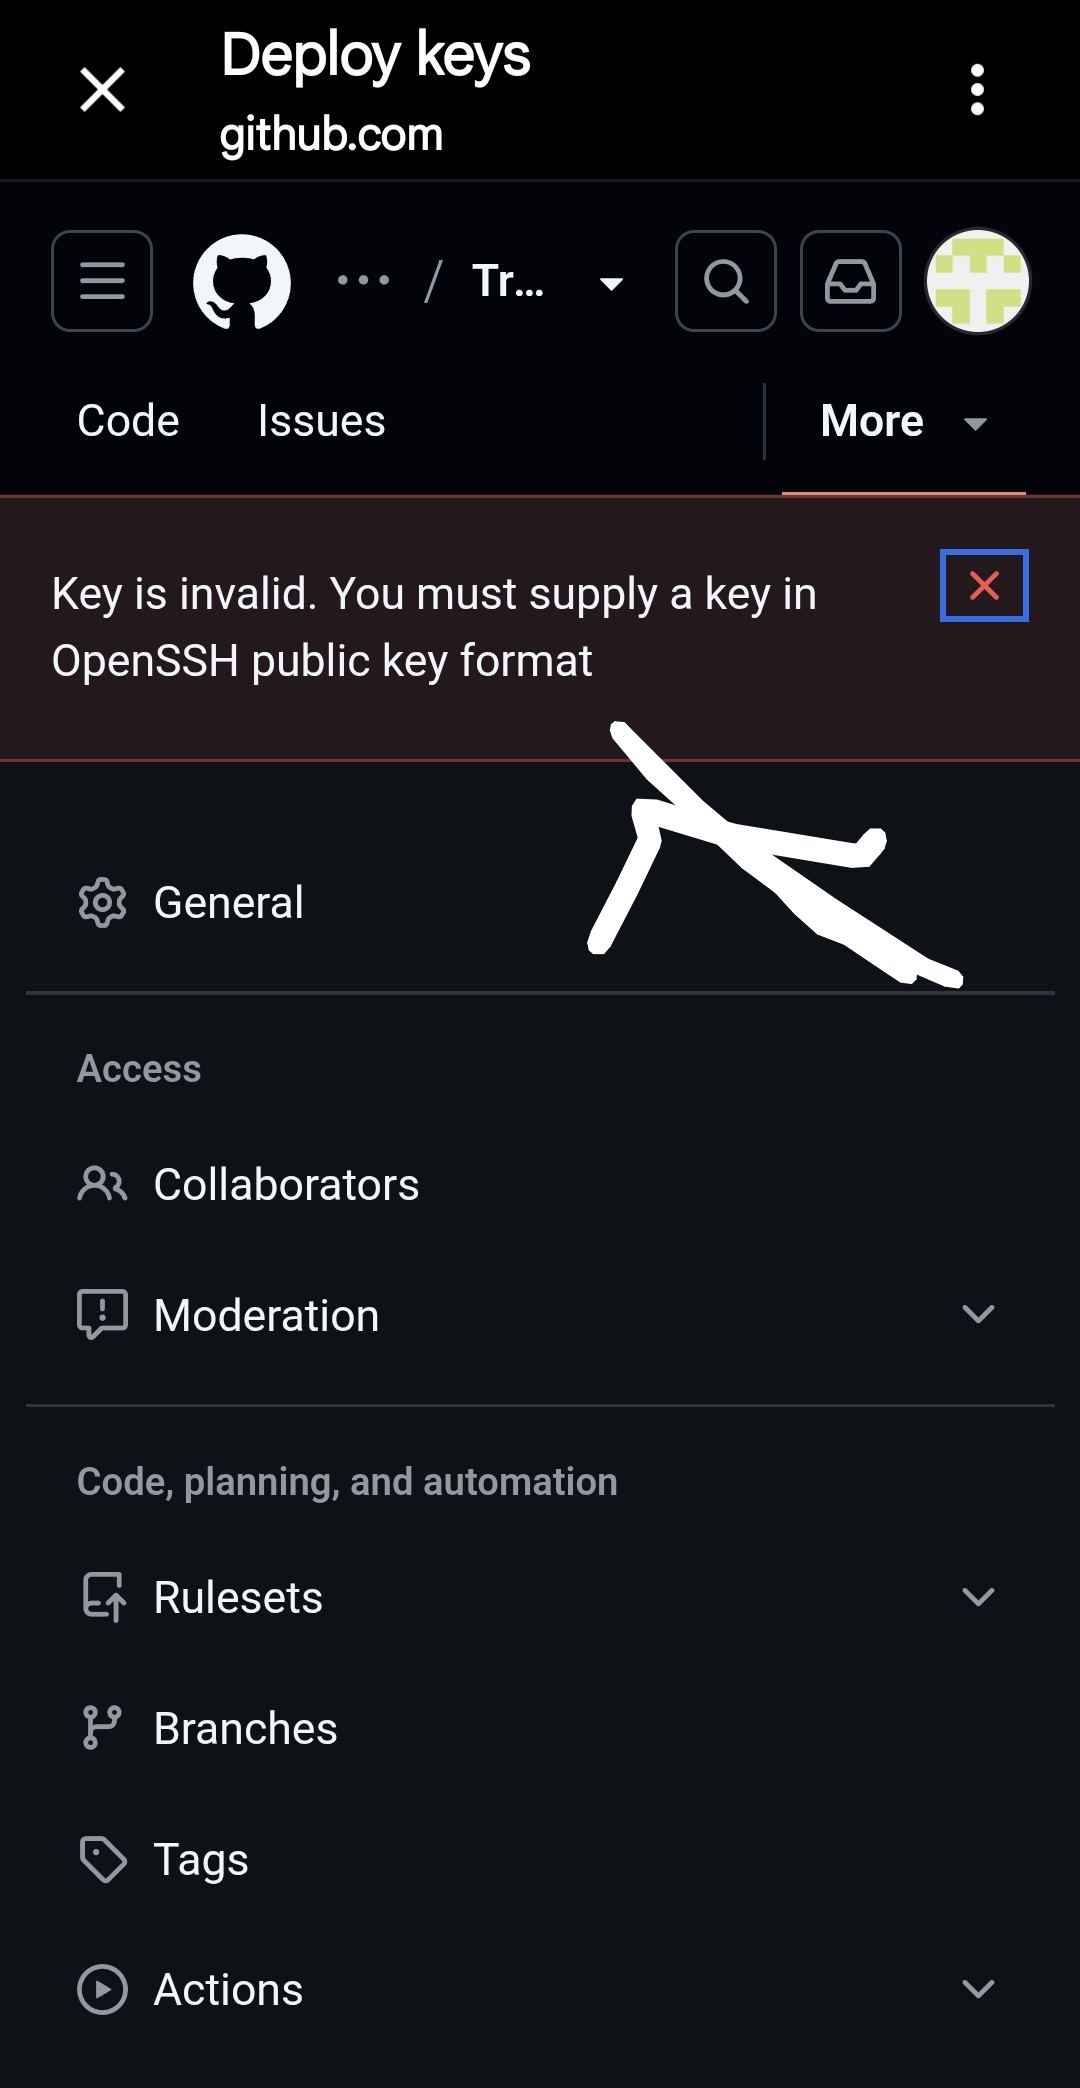 Deploy keys
github.com
... / Tr...
Code Issues More
Key is invalid. You must supply a key in
OpenSSH public key format
General
Access
Collaborators
Moderation
Code, planning, and automation
Rulesets
Branches
Tags
Actions